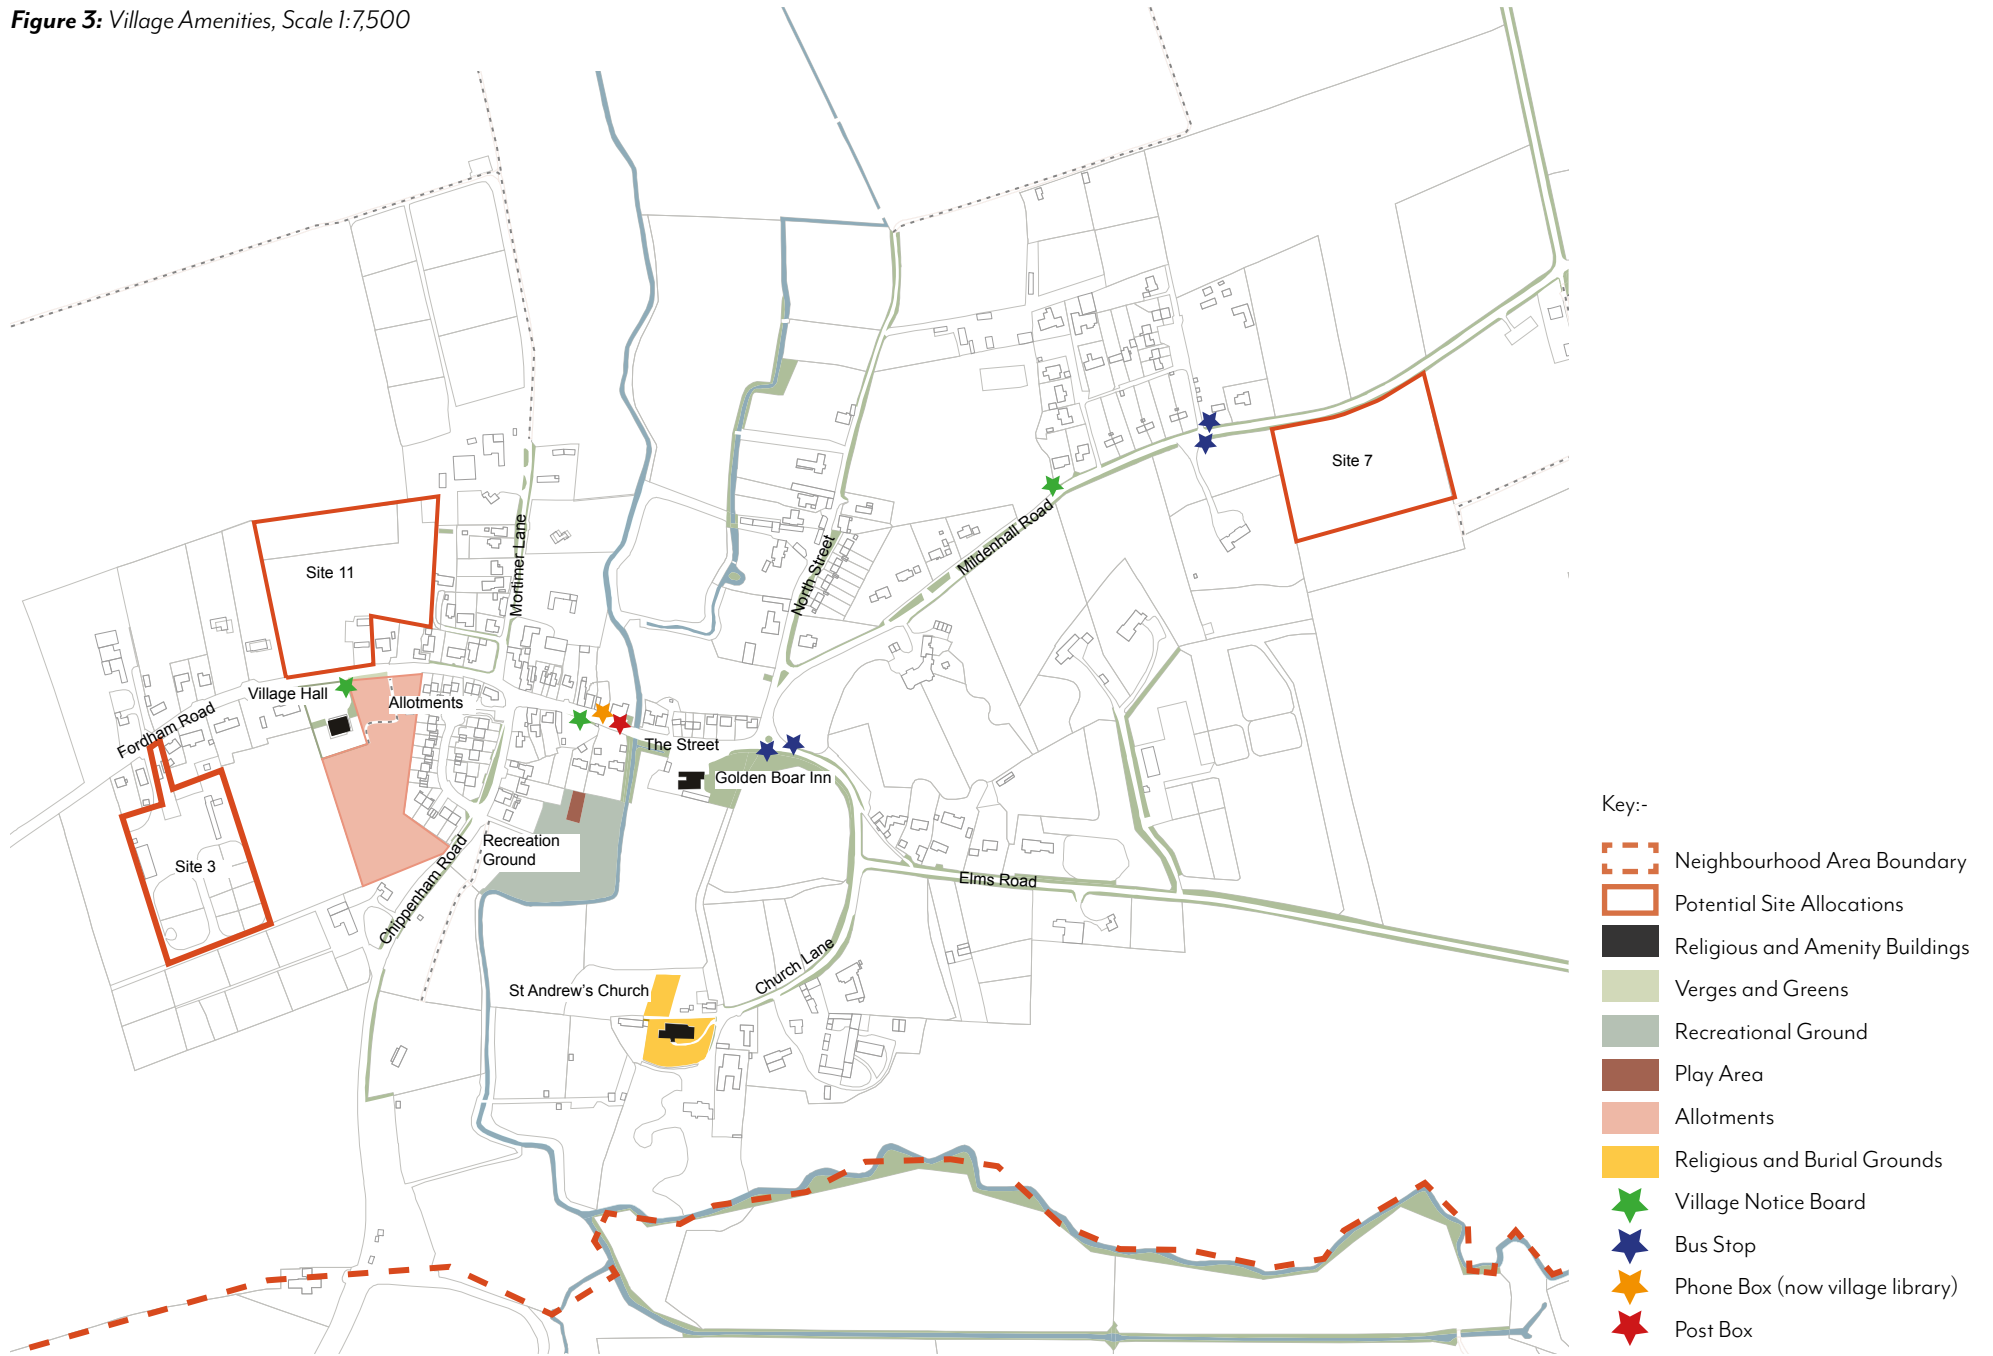 Figure 3: Village Amenities, Scale 1:7,500
Site 7
Mildenhall Road
North Street
Mortimer Lane
Site 11
Village Hall
Allotments
Fordham Road
The Street
Golden Boar Inn
Recreation
Ground
Site 3
Chippenham Road
Elms Road
Church Lane
St Andrew's Church
Key:-
Neighbourhood Area Boundary
Potential Site Allocations
Religious and Amenity Buildings
Verges and Greens
Recreational Ground
Play Area
Allotments
Religious and Burial Grounds
Village Notice Board
Bus Stop
Phone Box (now village library)
Post Box